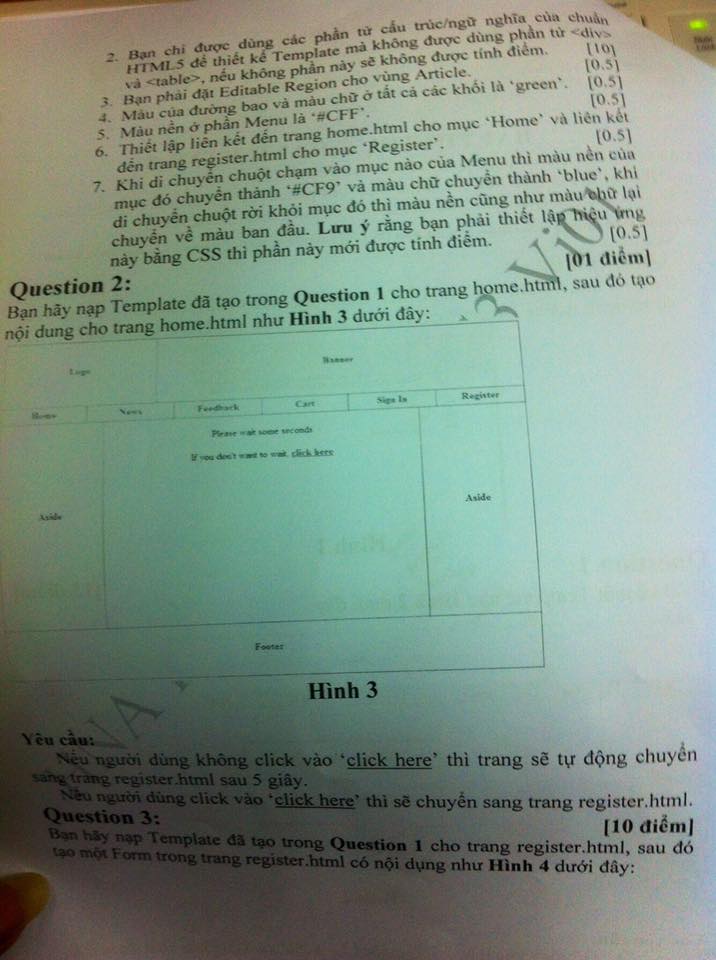 2. Bạn chỉ được dùng các phần tử cấu trúc/ngữ nghĩa của chuẩn
HTML5 để thiết kế Template mà không được dùng phần tử <div>
và <table>, nếu không phần này sẽ không được tính điểm. [10]
3. Bạn phải đặt Editable Region cho vùng Article. [0.5]
4. Màu của đường bao và màu chữ ở tất cả các khối là ‘green’. [0.5]
5. Màu nền ở phần Menu là ‘#CFF’. [0.5]
6. Thiết lập liên kết đến trang home.html cho mục ‘Home’ và liên kết
đến trang register.html cho mục ‘Register’. [0.5]
7. Khi di chuyển chuột chạm vào mục nào của Menu thì màu nền của
mục đó chuyển thành ‘#CF9’ và màu chữ chuyển thành ‘blue’, khi
di chuyển chuột rời khỏi mục đó thì màu nền cũng như màu chữ lại
chuyển về màu ban đầu. Lưu ý rằng bạn phải thiết lập hiệu ứng
này bằng CSS thì phần này mới được tính điểm. [0.5]
Question 2: [01 điểm]
Bạn hãy nạp Template đã tạo trong Question 1 cho trang home.html, sau đó tạo
nội dung cho trang home.html như Hình 3 dưới đây:
Logo Banner
Home News Feedback Cart Sign In Register
Please wait some seconds
If you don't want to wait, click here
Aside Aside
Footer
Hình 3
Yêu cầu:
Nếu người dùng không click vào ‘click here’ thì trang sẽ tự động chuyển
sang trang register.html sau 5 giây.
Nếu người dùng click vào ‘click here’ thì sẽ chuyển sang trang register.html.
Question 3: [10 điểm]
Bạn hãy nạp Template đã tạo trong Question 1 cho trang register.html, sau đó
tạo một Form trong trang register.html có nội dụng như Hình 4 dưới đây: